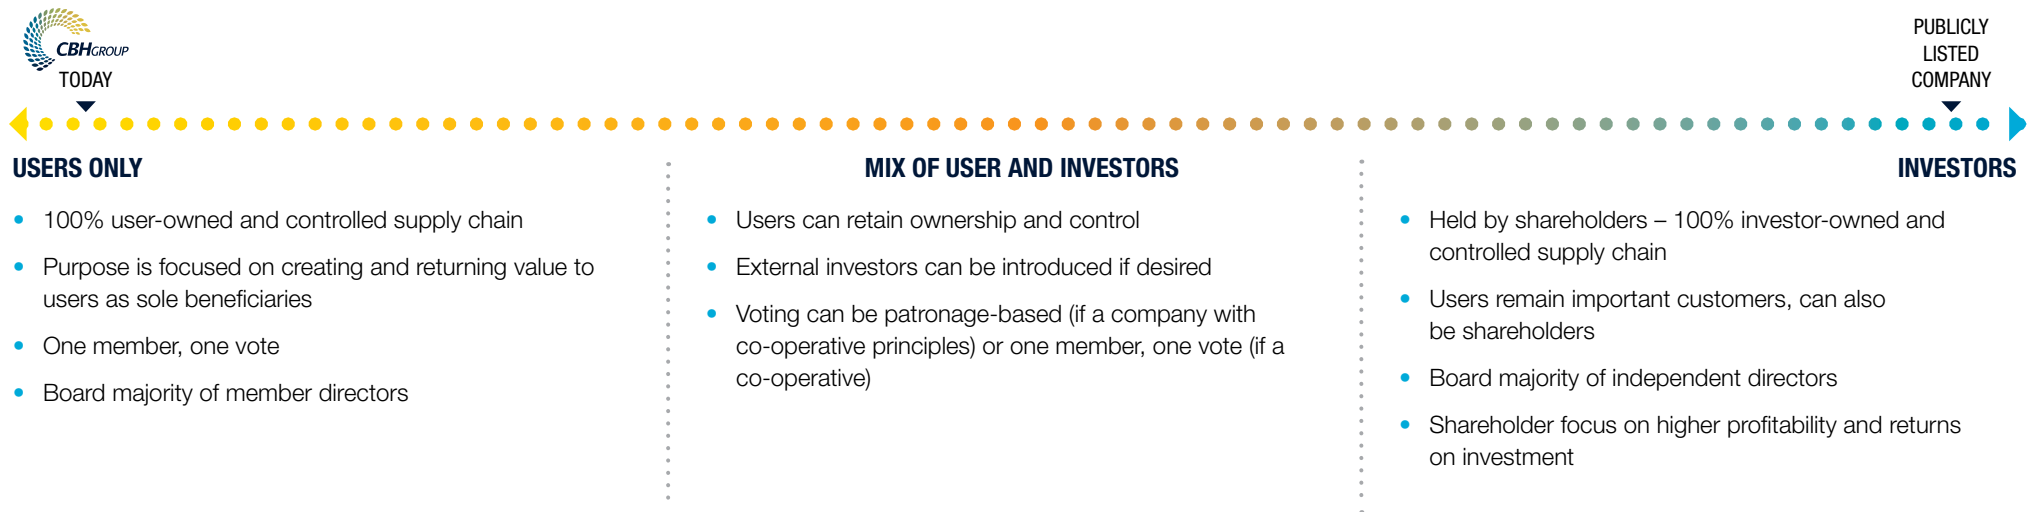 CBHGROUP
TODAY
PUBLICLY
LISTED
COMPANY
USERS ONLY
• 100% user-owned and controlled supply chain
• Purpose is focused on creating and returning value to
users as sole beneficiaries
• One member, one vote
• Board majority of member directors
MIX OF USER AND INVESTORS
• Users can retain ownership and control
• External investors can be introduced if desired
• Voting can be patronage-based (if a company with
co-operative principles) or one member, one vote (if a
co-operative)
INVESTORS
• Held by shareholders – 100% investor-owned and
controlled supply chain
• Users remain important customers, can also
be shareholders
• Board majority of independent directors
• Shareholder focus on higher profitability and returns
on investment